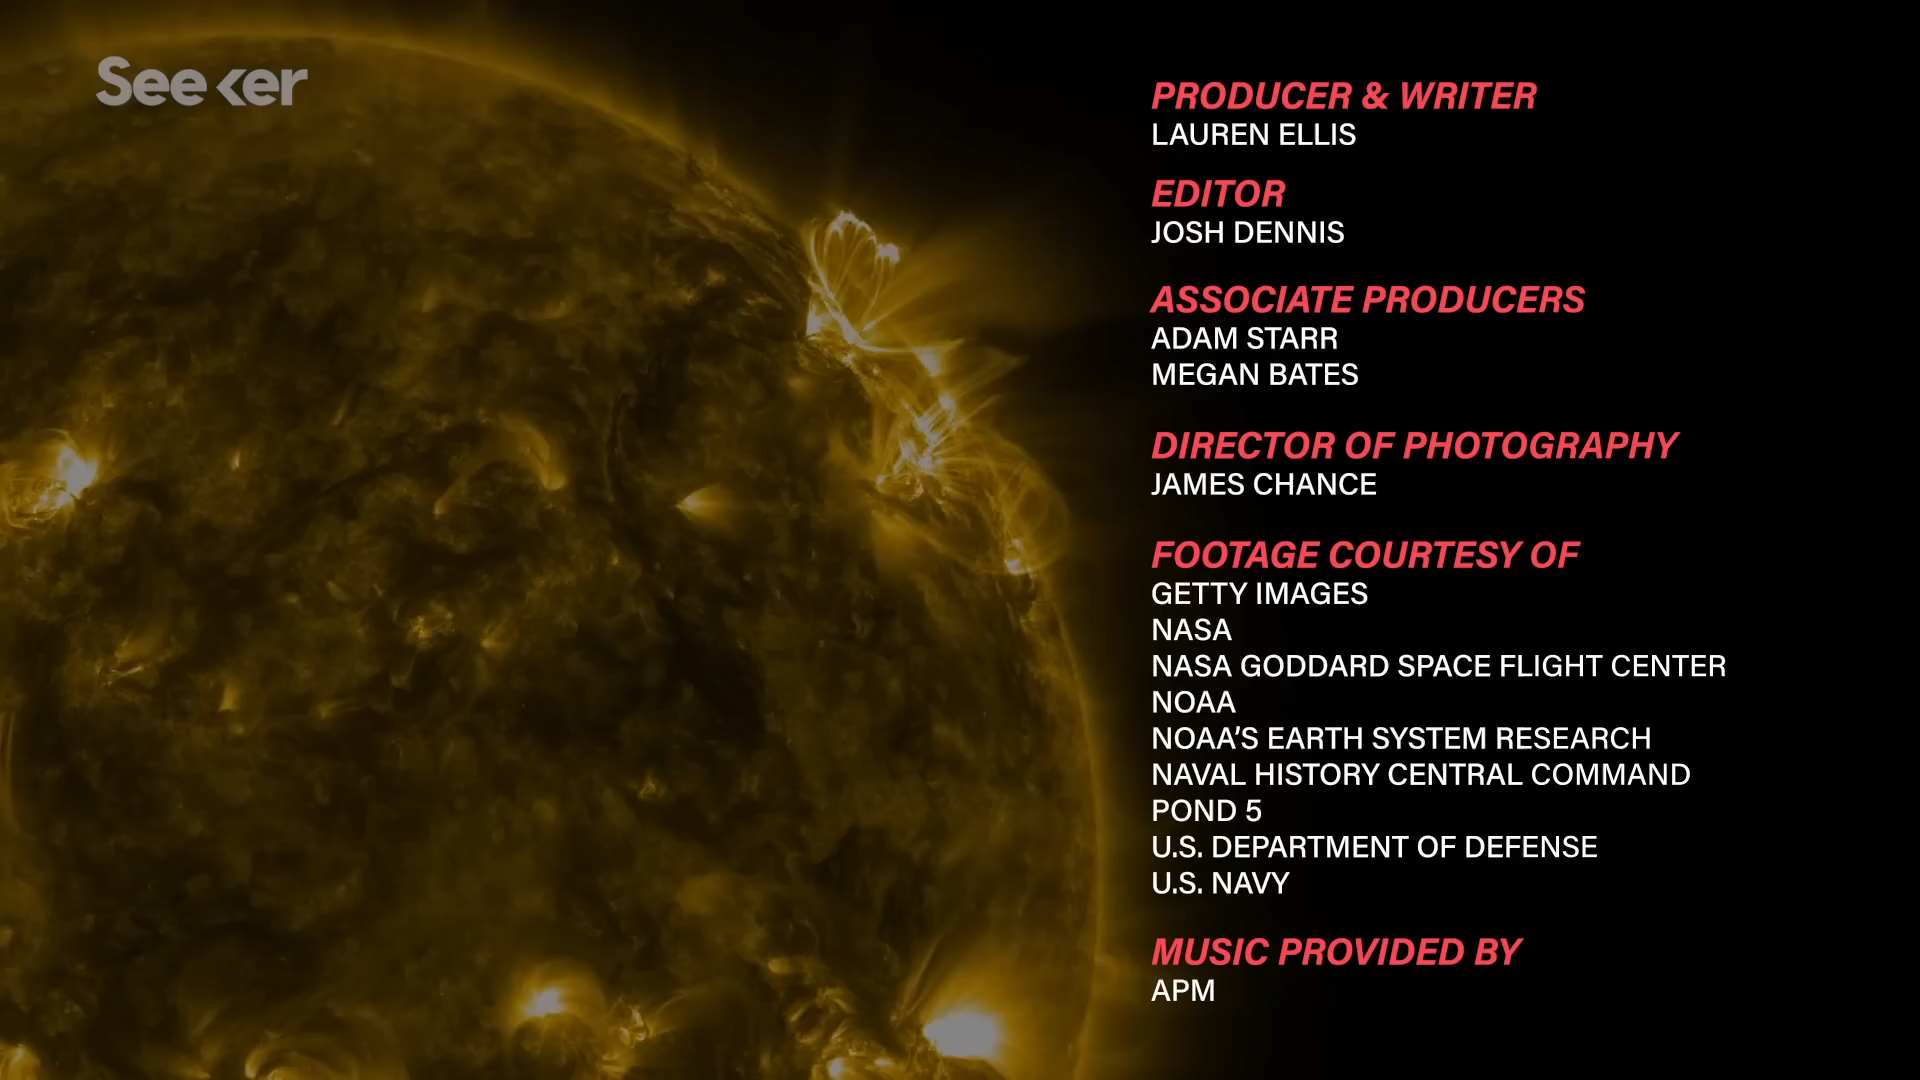 Seeker
PRODUCER & WRITER
LAUREN ELLIS
EDITOR
JOSH DENNIS
ASSOCIATE PRODUCERS
ADAM STARR
MEGAN BATES
DIRECTOR OF PHOTOGRAPHY
JAMES CHANCE
FOOTAGE COURTESY OF
GETTY IMAGES
NASA
NASA GODDARD SPACE FLIGHT CENTER
NOAA
NOAA'S EARTH SYSTEM RESEARCH
NAVAL HISTORY CENTRAL COMMAND
POND 5
U.S. DEPARTMENT OF DEFENSE
U.S. NAVY
MUSIC PROVIDED BY
APM